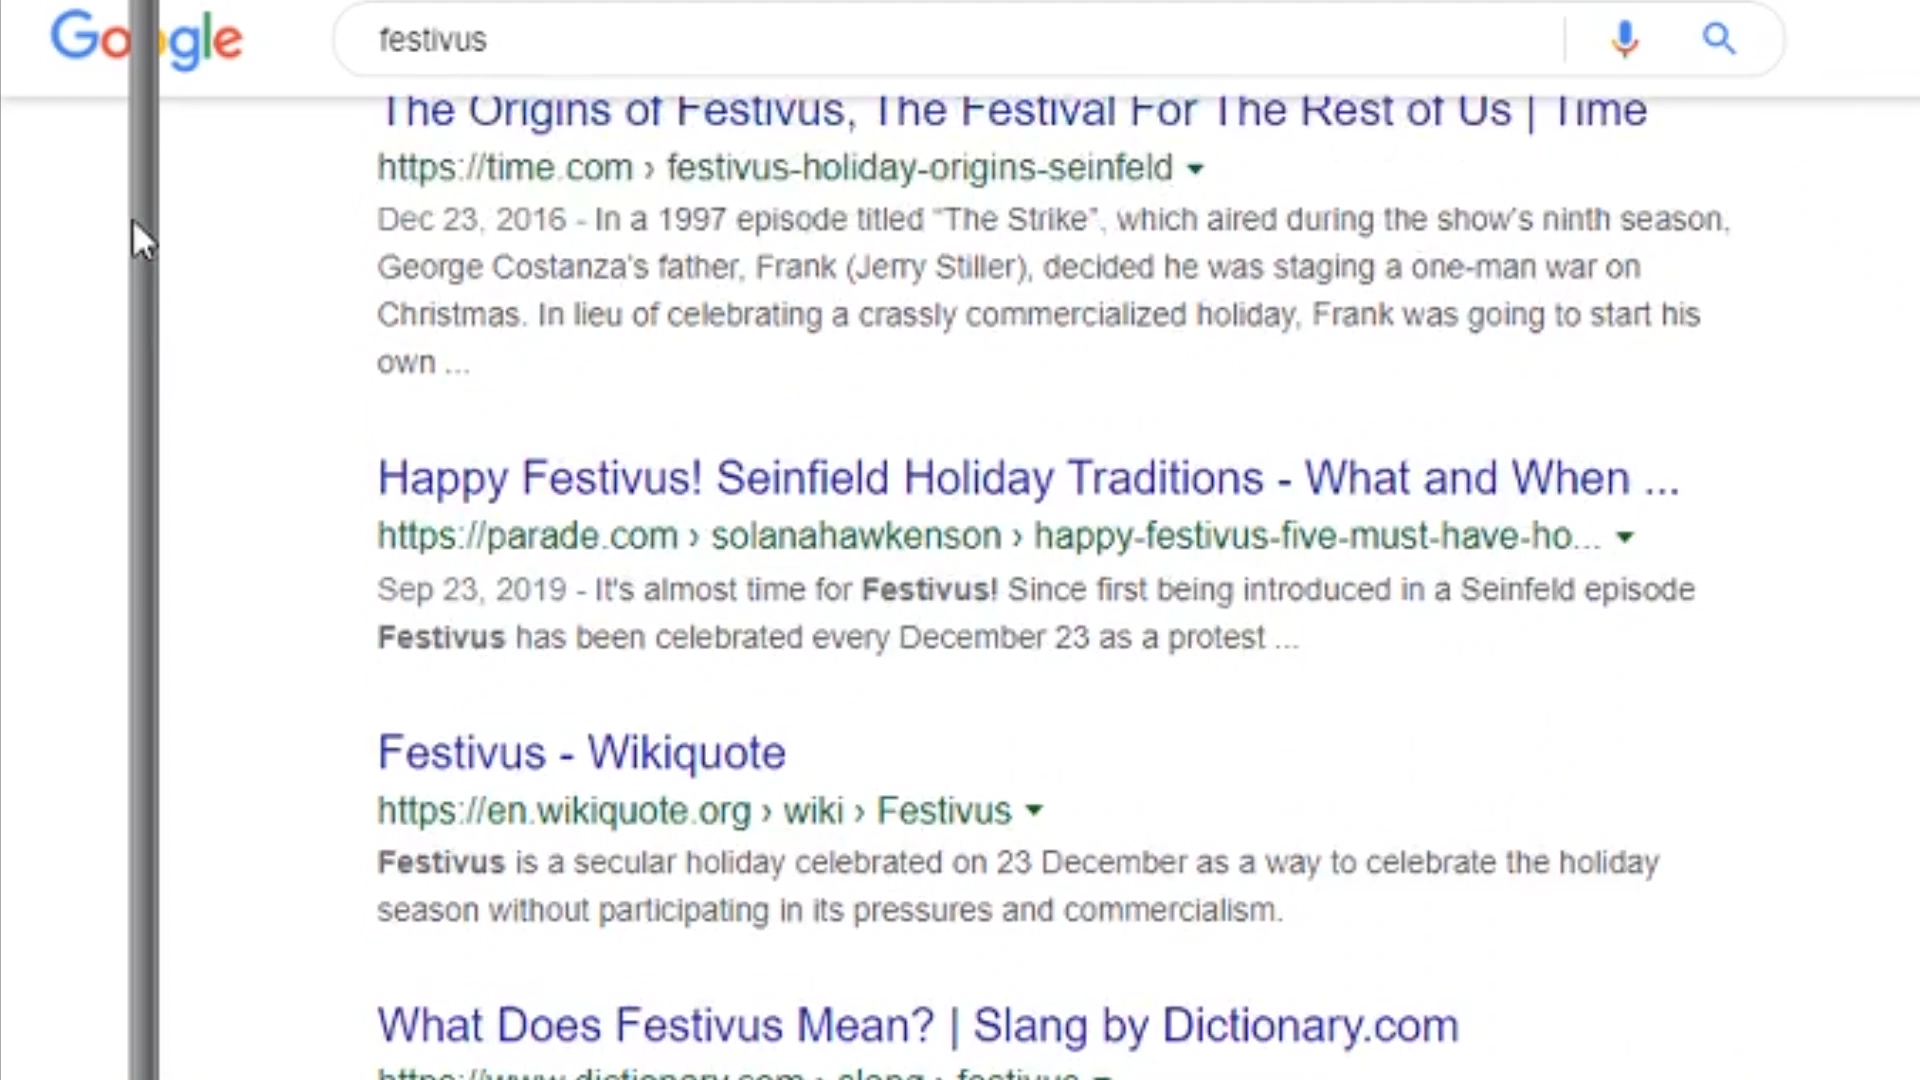 Google
festivus
The Origins of Festivus, The Festival For The Rest of Us | Time
https://time.com › festivus-holiday-origins-seinfeld
Dec 23, 2016 - In a 1997 episode titled "The Strike", which aired during the show's ninth season,
George Costanza's father, Frank (Jerry Stiller), decided he was staging a one-man war on
Christmas. In lieu of celebrating a crassly commercialized holiday, Frank was going to start his
own ...
Happy Festivus! Seinfield Holiday Traditions - What and When ...
https://parade.com › solanahawkenson › happy-festivus-five-must-have-ho...
Sep 23, 2019 - It's almost time for Festivus! Since first being introduced in a Seinfeld episode
Festivus has been celebrated every December 23 as a protest ...
Festivus - Wikiquote
https://en.wikiquote.org › wiki › Festivus
Festivus is a secular holiday celebrated on 23 December as a way to celebrate the holiday
season without participating in its pressures and commercialism.
What Does Festivus Mean? | Slang by Dictionary.com
https://www.dictionary.com › slang › festivus